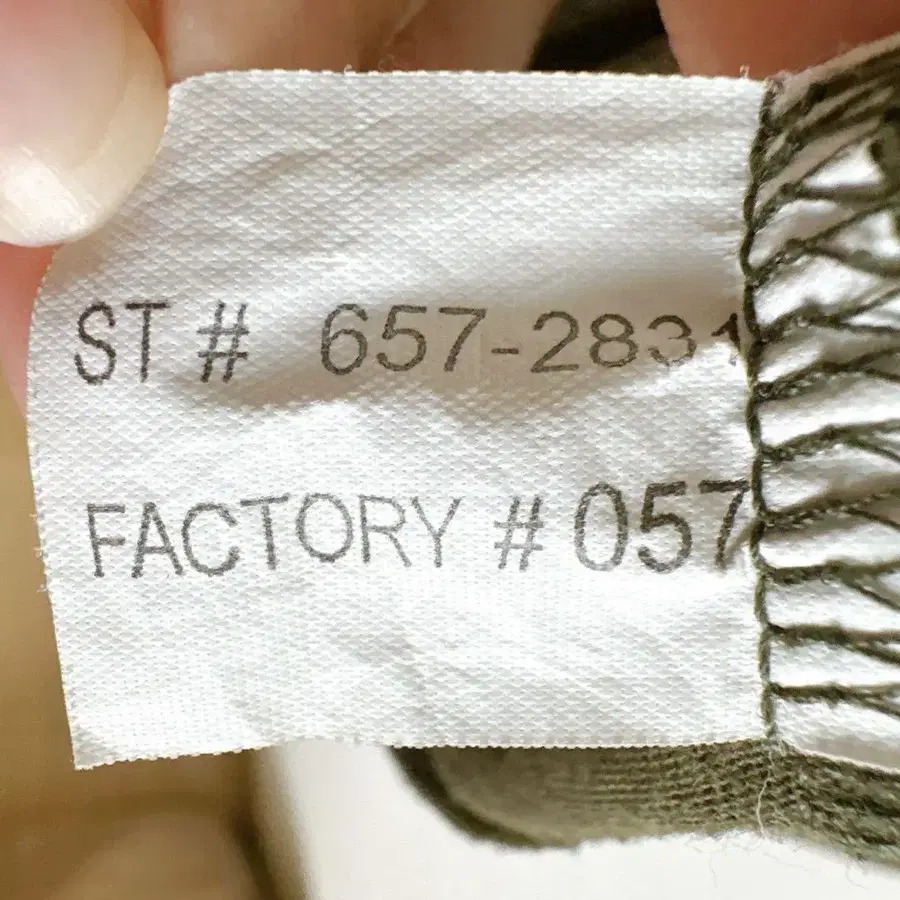 ST # 657-2831
FACTORY # 057